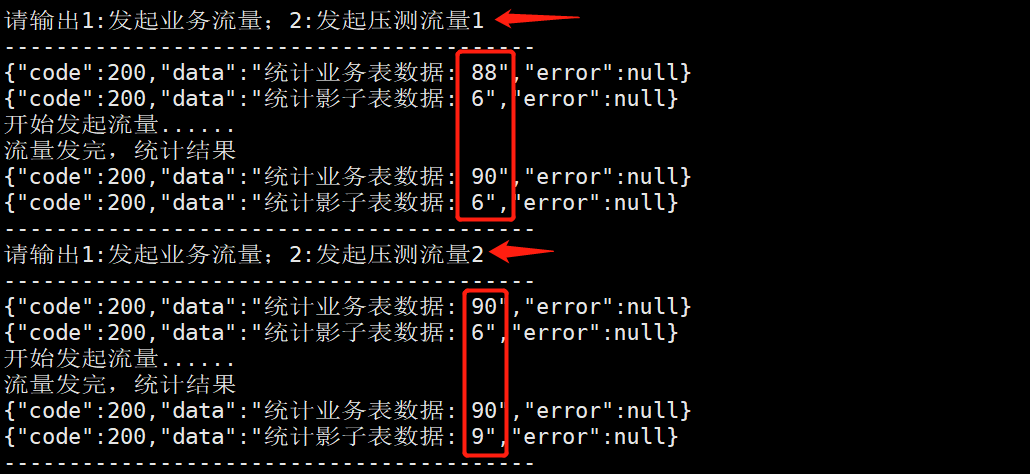 请输出1:发起业务流量；2:发起压测流量1
-----------------------------------------
{"code":200,"data":"统计业务表数据: 88","error":null}
{"code":200,"data":"统计影子表数据: 6","error":null}
开始发起流量......
流量发完，统计结果
{"code":200,"data":"统计业务表数据: 90","error":null}
{"code":200,"data":"统计影子表数据: 6","error":null}
-----------------------------------------
请输出1:发起业务流量；2:发起压测流量2
-----------------------------------------
{"code":200,"data":"统计业务表数据: 90","error":null}
{"code":200,"data":"统计影子表数据: 6","error":null}
开始发起流量......
流量发完，统计结果
{"code":200,"data":"统计业务表数据: 90","error":null}
{"code":200,"data":"统计影子表数据: 9","error":null}
-----------------------------------------